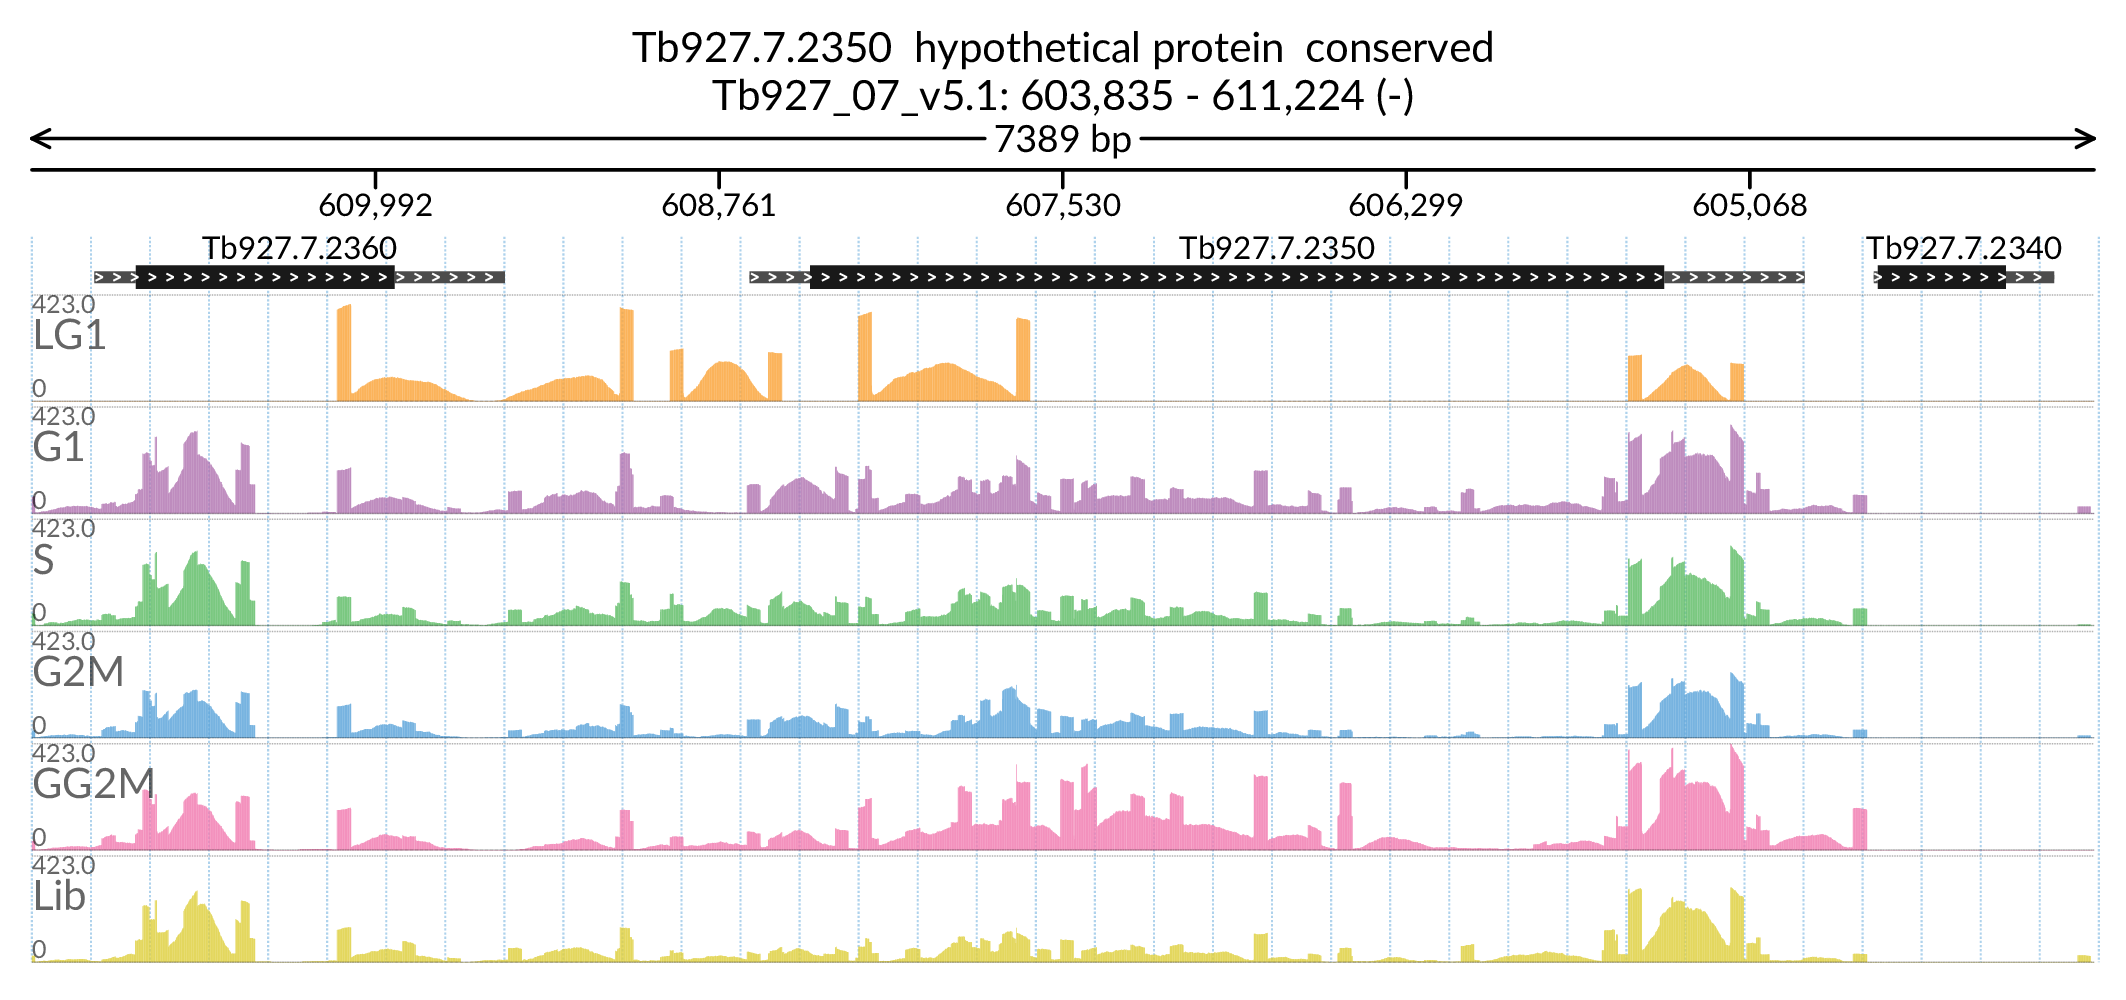 Tb927.7.2350 hypothetical protein conserved
Tb927_07_v5.1: 603,835 - 611,224 (-)
7389 bp
609,992 608,761 607,530 606,299 605,068
Tb927.7.2360 Tb927.7.2350 Tb927.7.2340
423.0
LG1
0
423.0
G1
0
423.0
S
0
423.0
G2M
0
423.0
GG2M
0
423.0
Lib
0